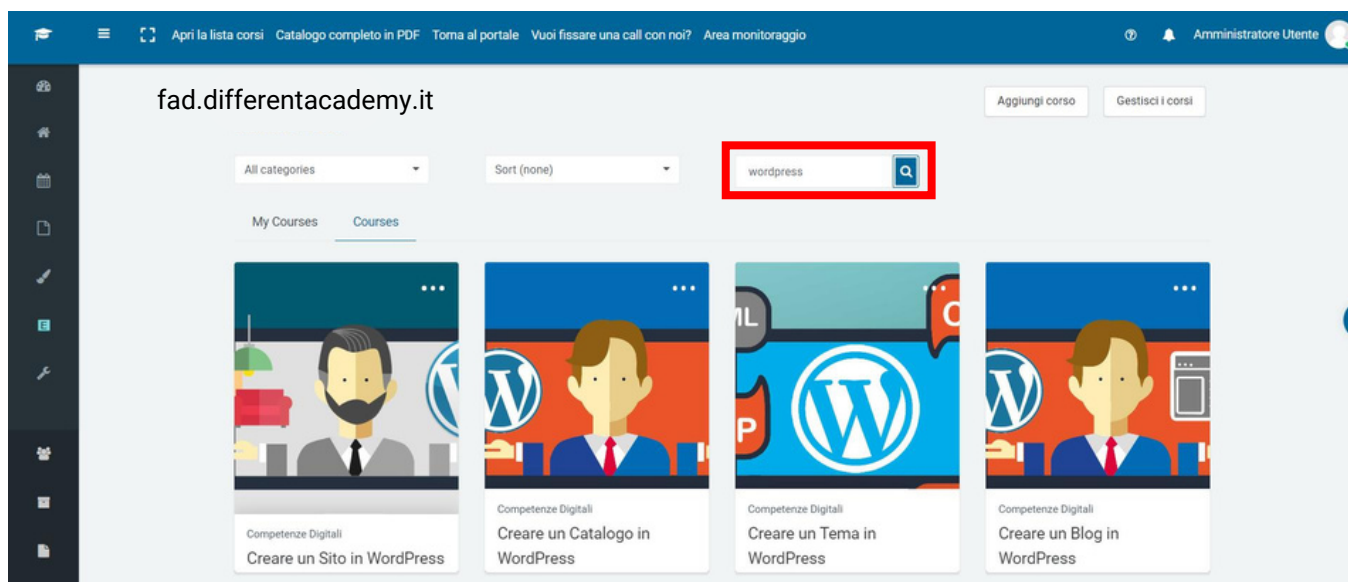 Apri la lista corsi Catalogo completo in PDF Torna al portale Vuoi fissare una call con noi? Area monitoraggio Amministratore Utente
fad.differentacademy.it
Aggiungi corso Gestisci i corsi
All categories Sort (none) wordpress
My Courses Courses
ML C
P
Competenze Digitali
Creare un Sito in WordPress
Competenze Digitali
Creare un Catalogo in
WordPress
Competenze Digitali
Creare un Tema in
WordPress
Competenze Digitali
Creare un Blog in
WordPress